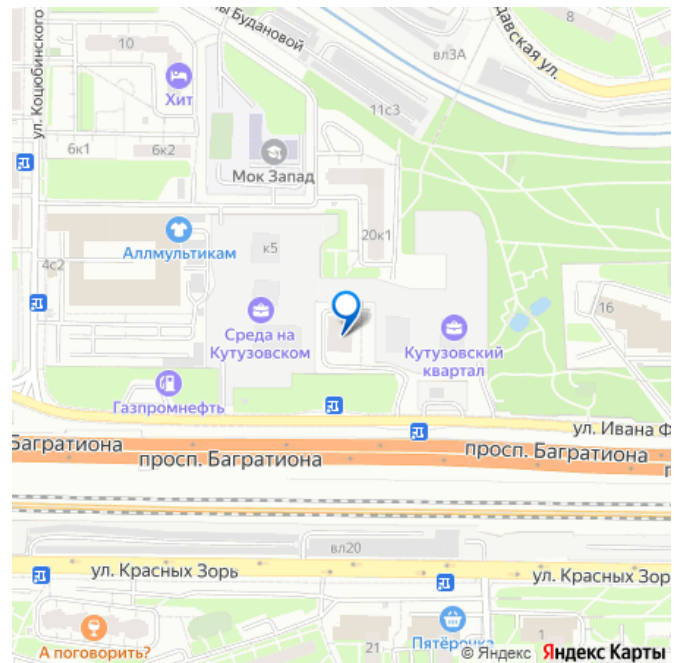 10
ул. Коцюбинского
ы Будановой
вл3А
8
давская ул.
Хит
11с3
6к1
6к2
Мок Запад
Аллмультикам
к5
20к1
4с2
16
Среда на
Кутузовском
Кутузовский
квартал
Газпромнефть
ул. Ивана Ф
Багратиона
просп. Багратиона
просп. Багратиона
п
вл20
ул. Красных Зорь
ул. Красных Зор
А поговорить?
21
Пятёрочка
1
© Яндекс Яндекс Карты